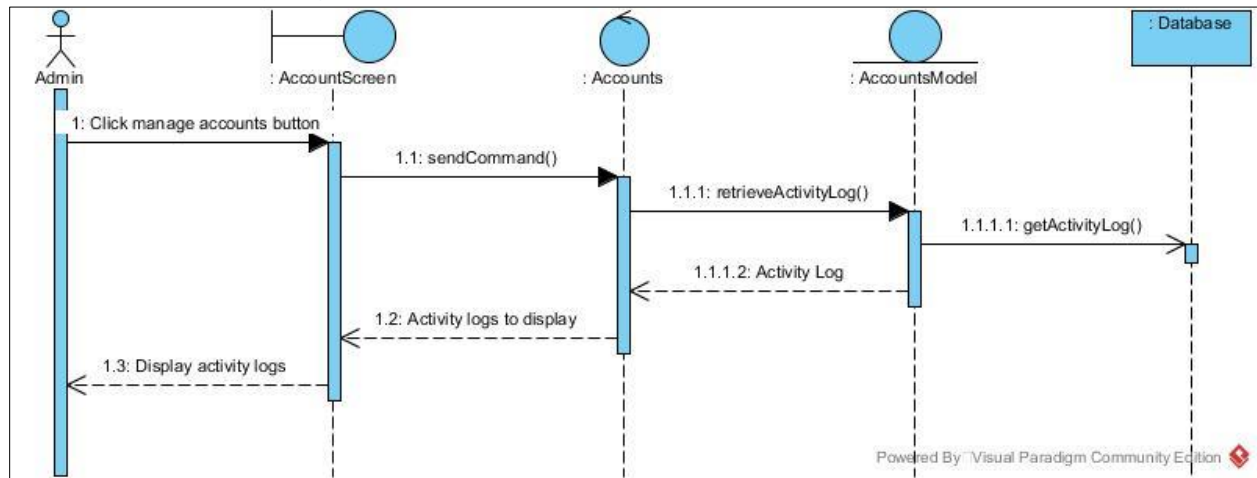 : Database
Admin
: AccountScreen
: Accounts
: AccountsModel
1: Click manage accounts button
1.1: sendCommand()
1.1.1: retrieveActivityLog()
1.1.1.1: getActivityLog()
1.1.1.2: Activity Log
1.2: Activity logs to display
1.3: Display activity logs
Powered By Visual Paradigm Community Edition